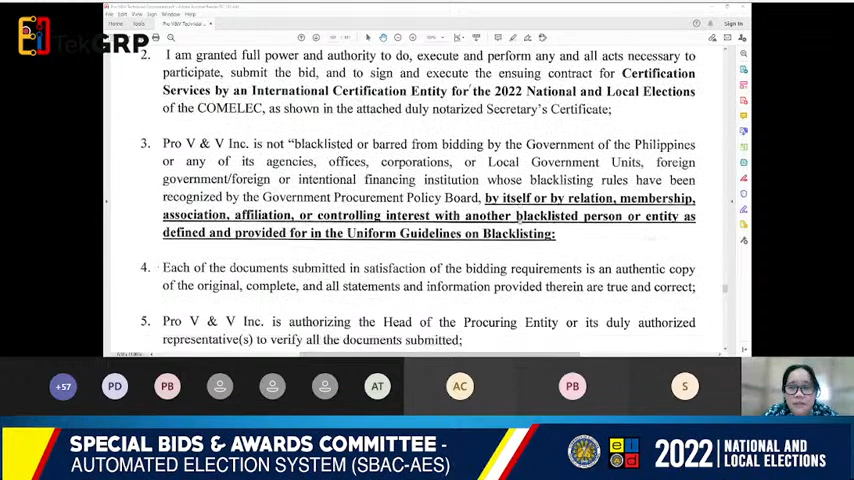 TekGRP
Home Tools Pro V&V Technical ...
Sign In
2. I am granted full power and authority to do, execute and perform any and all acts necessary to
participate, submit the bid, and to sign and execute the ensuing contract for Certification
Services by an International Certification Entity for the 2022 National and Local Elections
of the COMELEC, as shown in the attached duly notarized Secretary's Certificate;
3. Pro V & V Inc. is not "blacklisted or barred from bidding by the Government of the Philippines
or any of its agencies, offices, corporations, or Local Government Units, foreign
government/foreign or intentional financing institution whose blacklisting rules have been
recognized by the Government Procurement Policy Board, by itself or by relation, membership,
association, affiliation, or controlling interest with another blacklisted person or entity as
defined and provided for in the Uniform Guidelines on Blacklisting:
4. Each of the documents submitted in satisfaction of the bidding requirements is an authentic copy
of the original, complete, and all statements and information provided therein are true and correct;
5. Pro V & V Inc. is authorizing the Head of the Procuring Entity or its duly authorized
representative(s) to verify all the documents submitted;
+57 PD PB AT AC PB S
SPECIAL BIDS & AWARDS COMMITTEE -
AUTOMATED ELECTION SYSTEM (SBAC-AES)
2022 NATIONAL AND
LOCAL ELECTIONS